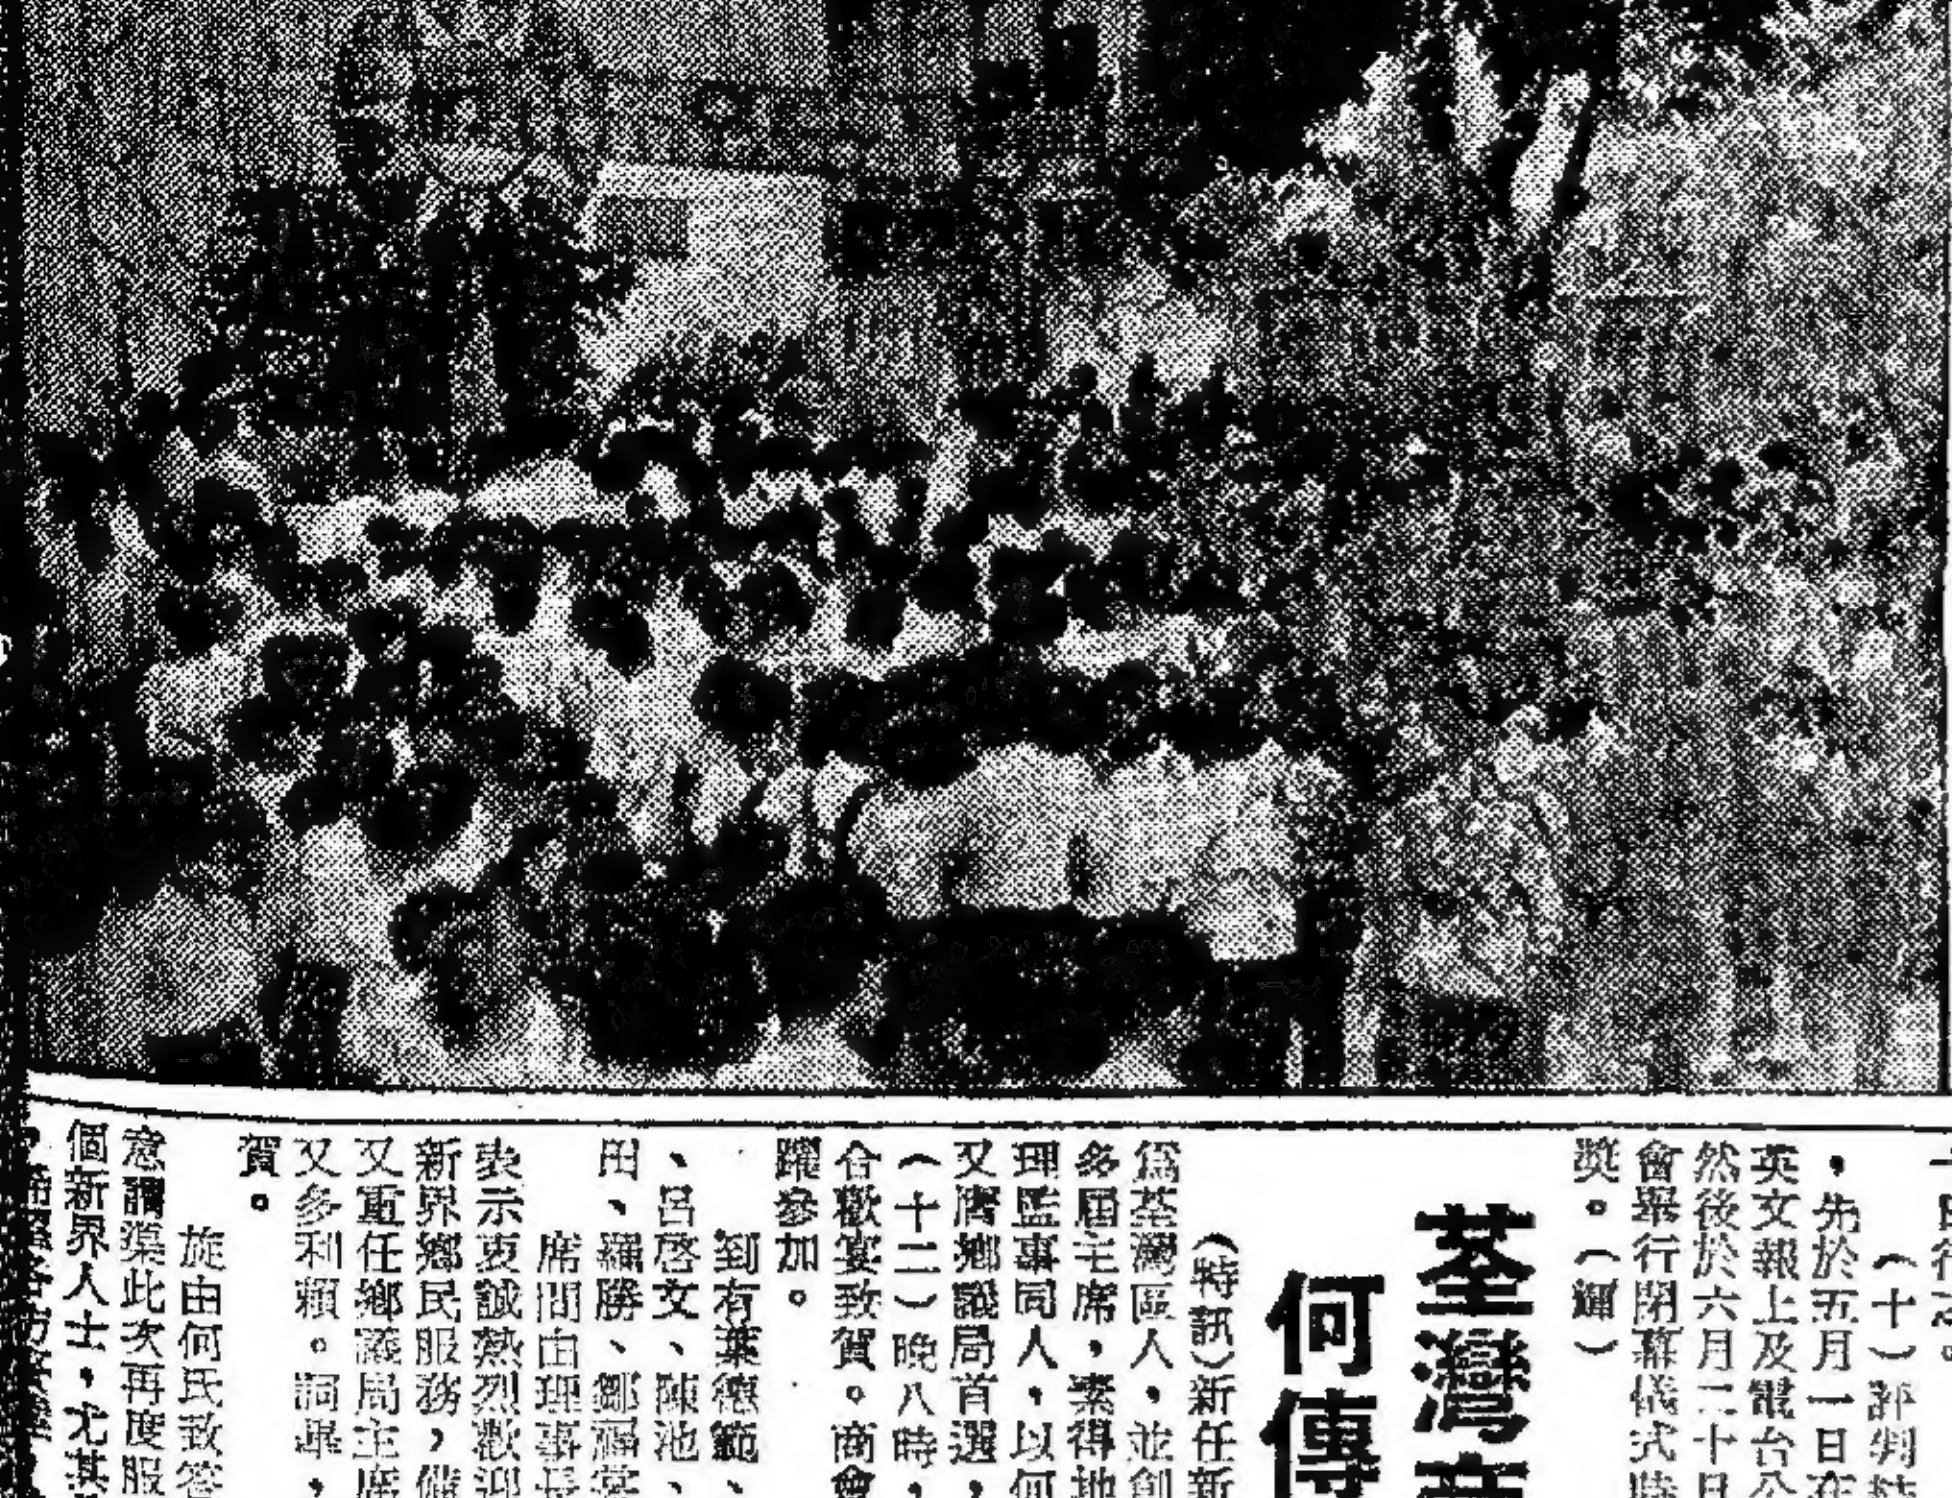 十日行之。
（十）評判結
，先於五月一日在
英文報上及電台公
然後於六月二十日
會舉行閉幕儀式時
獎。（輝）
荃灣商
何傳
（特訊）新任新
爲荃灣區人，並創
多屆主席，素得地
理監事同人，以何
又膺鄉議局首選，
（十二）晚八時，
合歡宴致賀。商會
躍參加。
到有葉德範、
、呂啓文、陳池、
田、羅勝、鄒
席間由理事長
表示衷誠熱烈歡迎
新界鄉民服務，備
又重任鄉議局主席
又多利賴。詞畢，
賀。
旋由何氏致答
意謂渠此次再度服
個新界人士，尤其